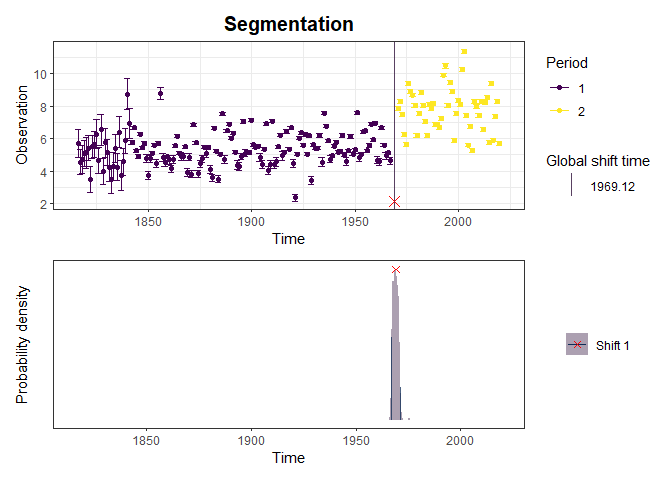 Segmentation
Observation
10
8
6
4
2
1850
1900
1950
2000
Time
Period
1
2
Global shift time
1969.12
Probability density
1850
1900
1950
2000
Time
Shift 1